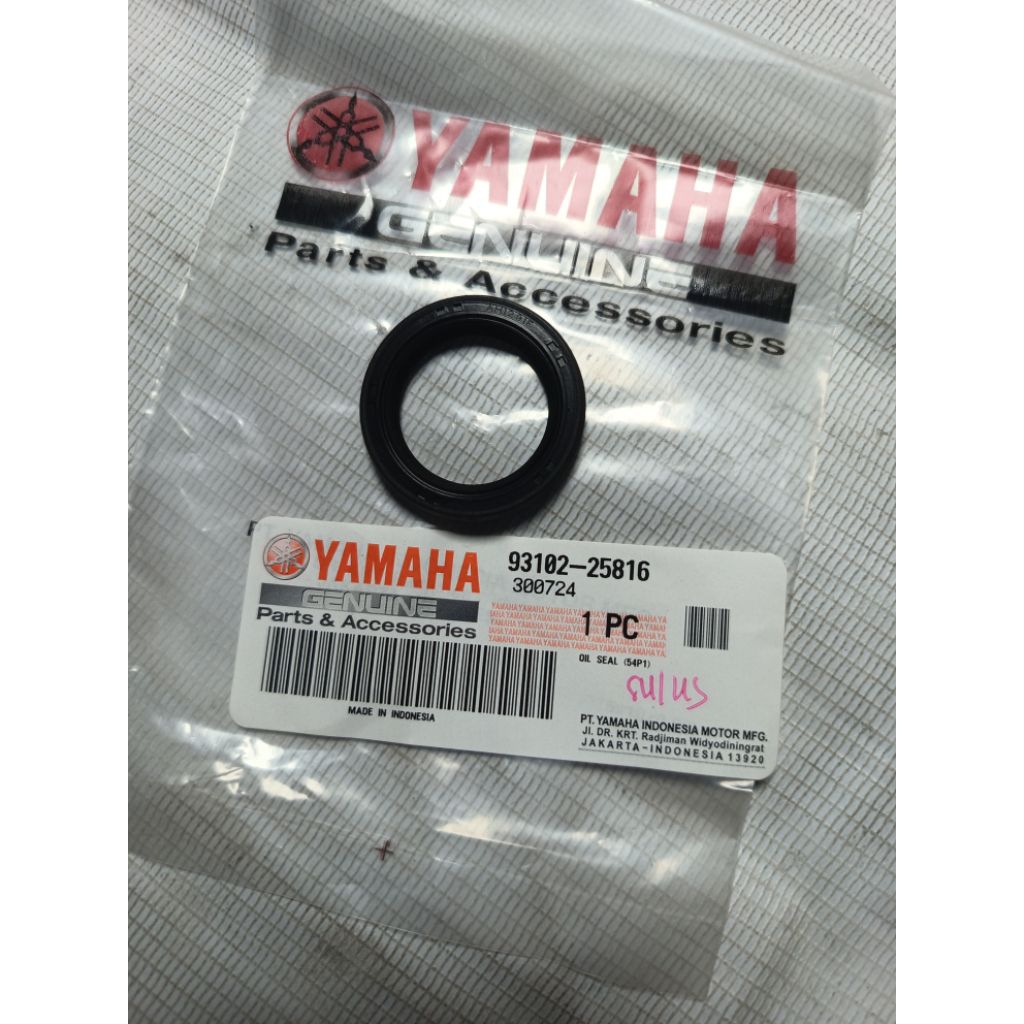 YAMAHA
GENUINE
Parts & Accessories
YAMAHA
GENUINE
Parts & Accessories
MADE IN INDONESIA
93102-25816
300724
1 PC
OIL SEAL (54P1)
PT. YAMAHA INDONESIA MOTOR MFG.
Jl. DR. KRT. Radjiman Widyodiningrat
JAKARTA-INDONESIA 13920